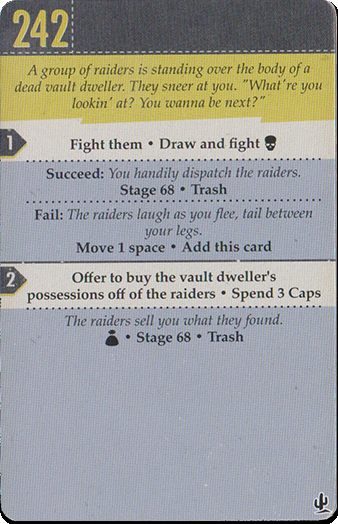 242
A group of raiders is standing over the body of a
dead vault dweller. They sneer at you. "What're you
lookin' at? You wanna be next?"
1
Fight them • Draw and fight
Succeed: You handily dispatch the raiders.
Stage 68 • Trash
Fail: The raiders laugh as you flee, tail between
your legs.
Move 1 space • Add this card
2
Offer to buy the vault dweller's
possessions off of the raiders • Spend 3 Caps
The raiders sell you what they found.
• Stage 68 • Trash